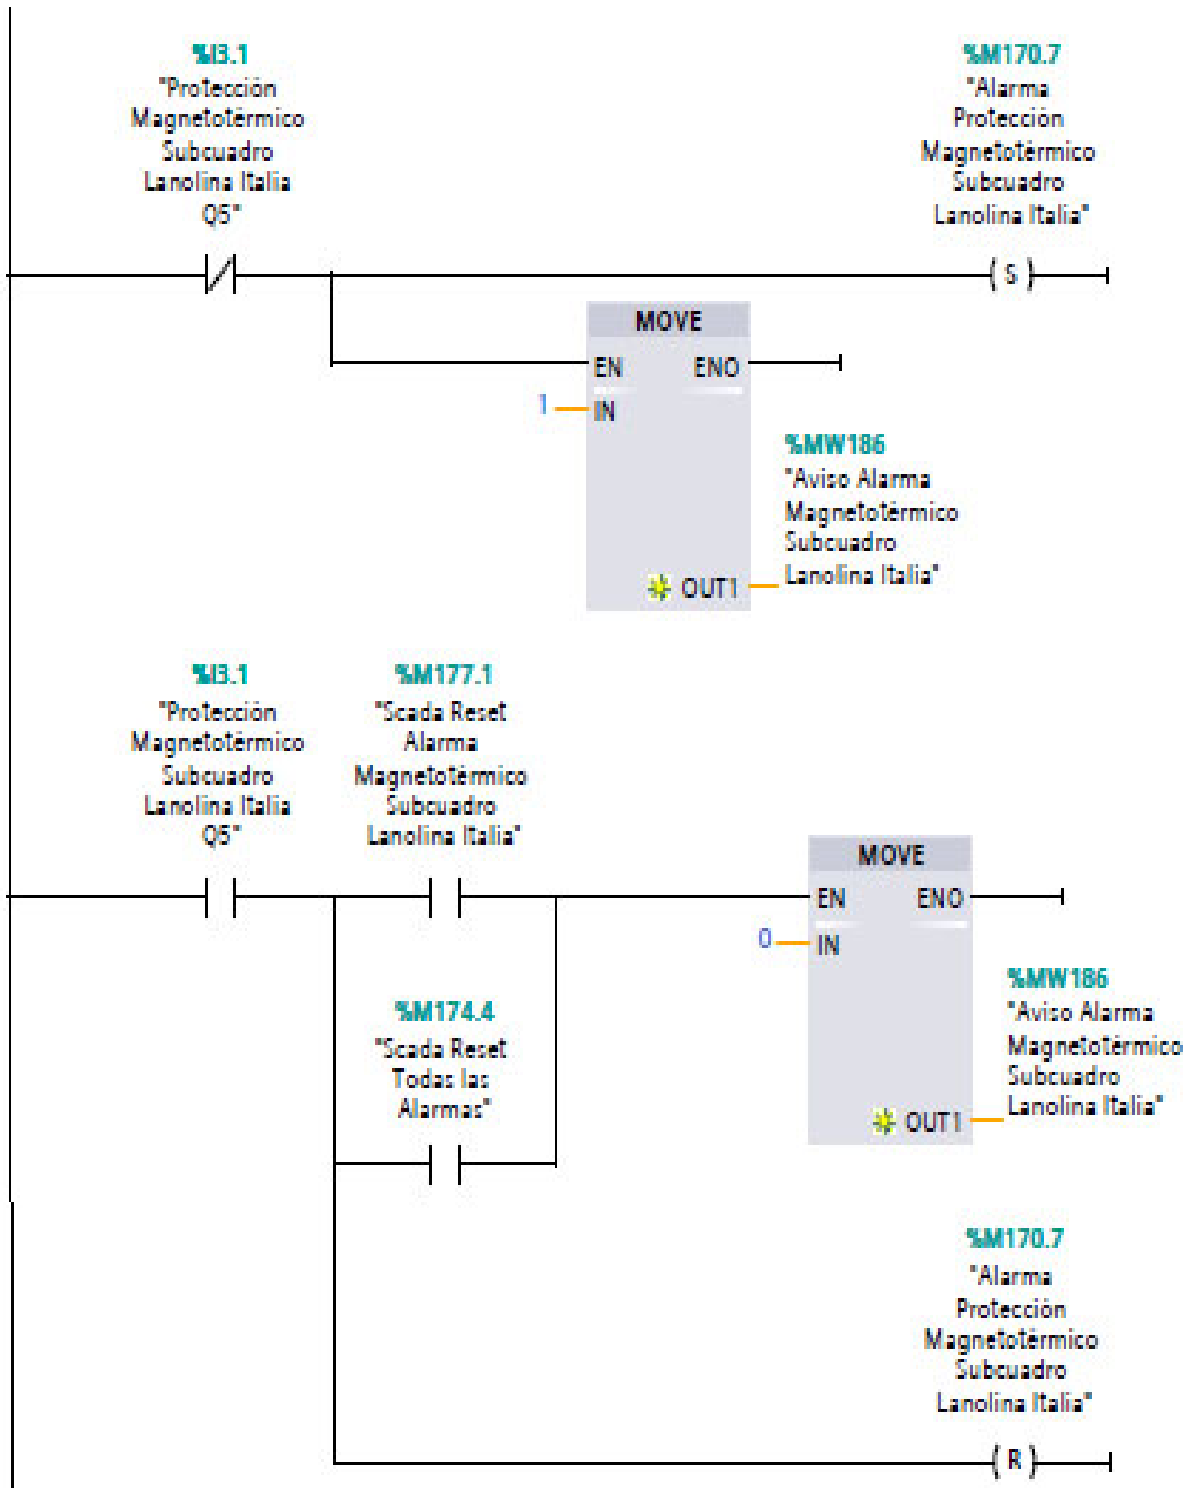 %I3.1
"Protección
Magnetotérmico
Subcuadro
Lanolina Italia
Q5"
%M170.7
"Alarma
Protección
Magnetotérmico
Subcuadro
Lanolina Italia"
S
MOVE
EN ENO
1 IN
%MW186
"Aviso Alarma
Magnetotérmico
Subcuadro
Lanolina Italia"
OUT1
%I3.1
"Protección
Magnetotérmico
Subcuadro
Lanolina Italia
Q5"
%M177.1
"Scada Reset
Alarma
Magnetotérmico
Subcuadro
Lanolina Italia"
MOVE
EN ENO
0 IN
%MW186
"Aviso Alarma
Magnetotérmico
Subcuadro
Lanolina Italia"
OUT1
%M174.4
"Scada Reset
Todas las
Alarmas"
%M170.7
"Alarma
Protección
Magnetotérmico
Subcuadro
Lanolina Italia"
R